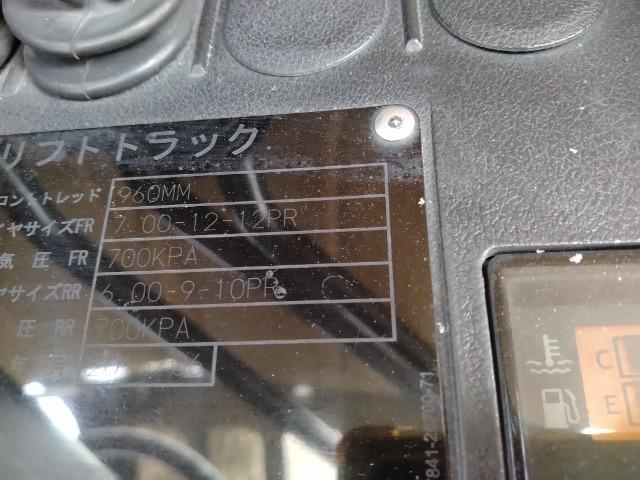 リフトトラック
ロントトレッド 960MM
イヤサイズFR 7.00-12-12PR
気圧 FR 700KPA
ヤサイズRR 6.00-9-10PR
圧 RR 700KPA
C
E